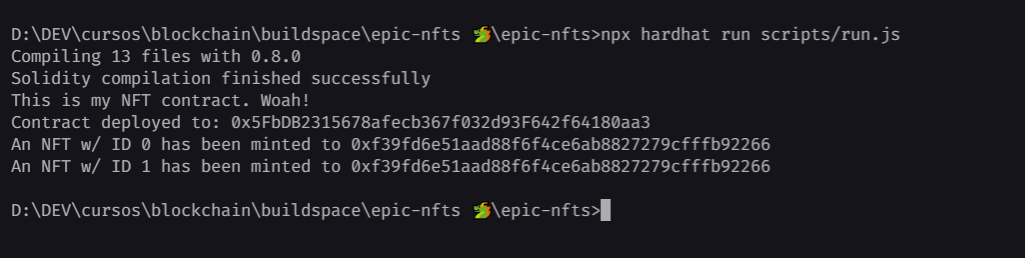 D:\DEV\cursos\blockchain\buildspace\epic-nfts 🐲\epic-nfts>npx hardhat run scripts/run.js
Compiling 13 files with 0.8.0
Solidity compilation finished successfully
This is my NFT contract. Woah!
Contract deployed to: 0x5FbDB2315678afecb367f032d93F642f64180aa3
An NFT w/ ID 0 has been minted to 0xf39fd6e51aad88f6f4ce6ab8827279cfffb92266
An NFT w/ ID 1 has been minted to 0xf39fd6e51aad88f6f4ce6ab8827279cfffb92266
D:\DEV\cursos\blockchain\buildspace\epic-nfts 🐲\epic-nfts>